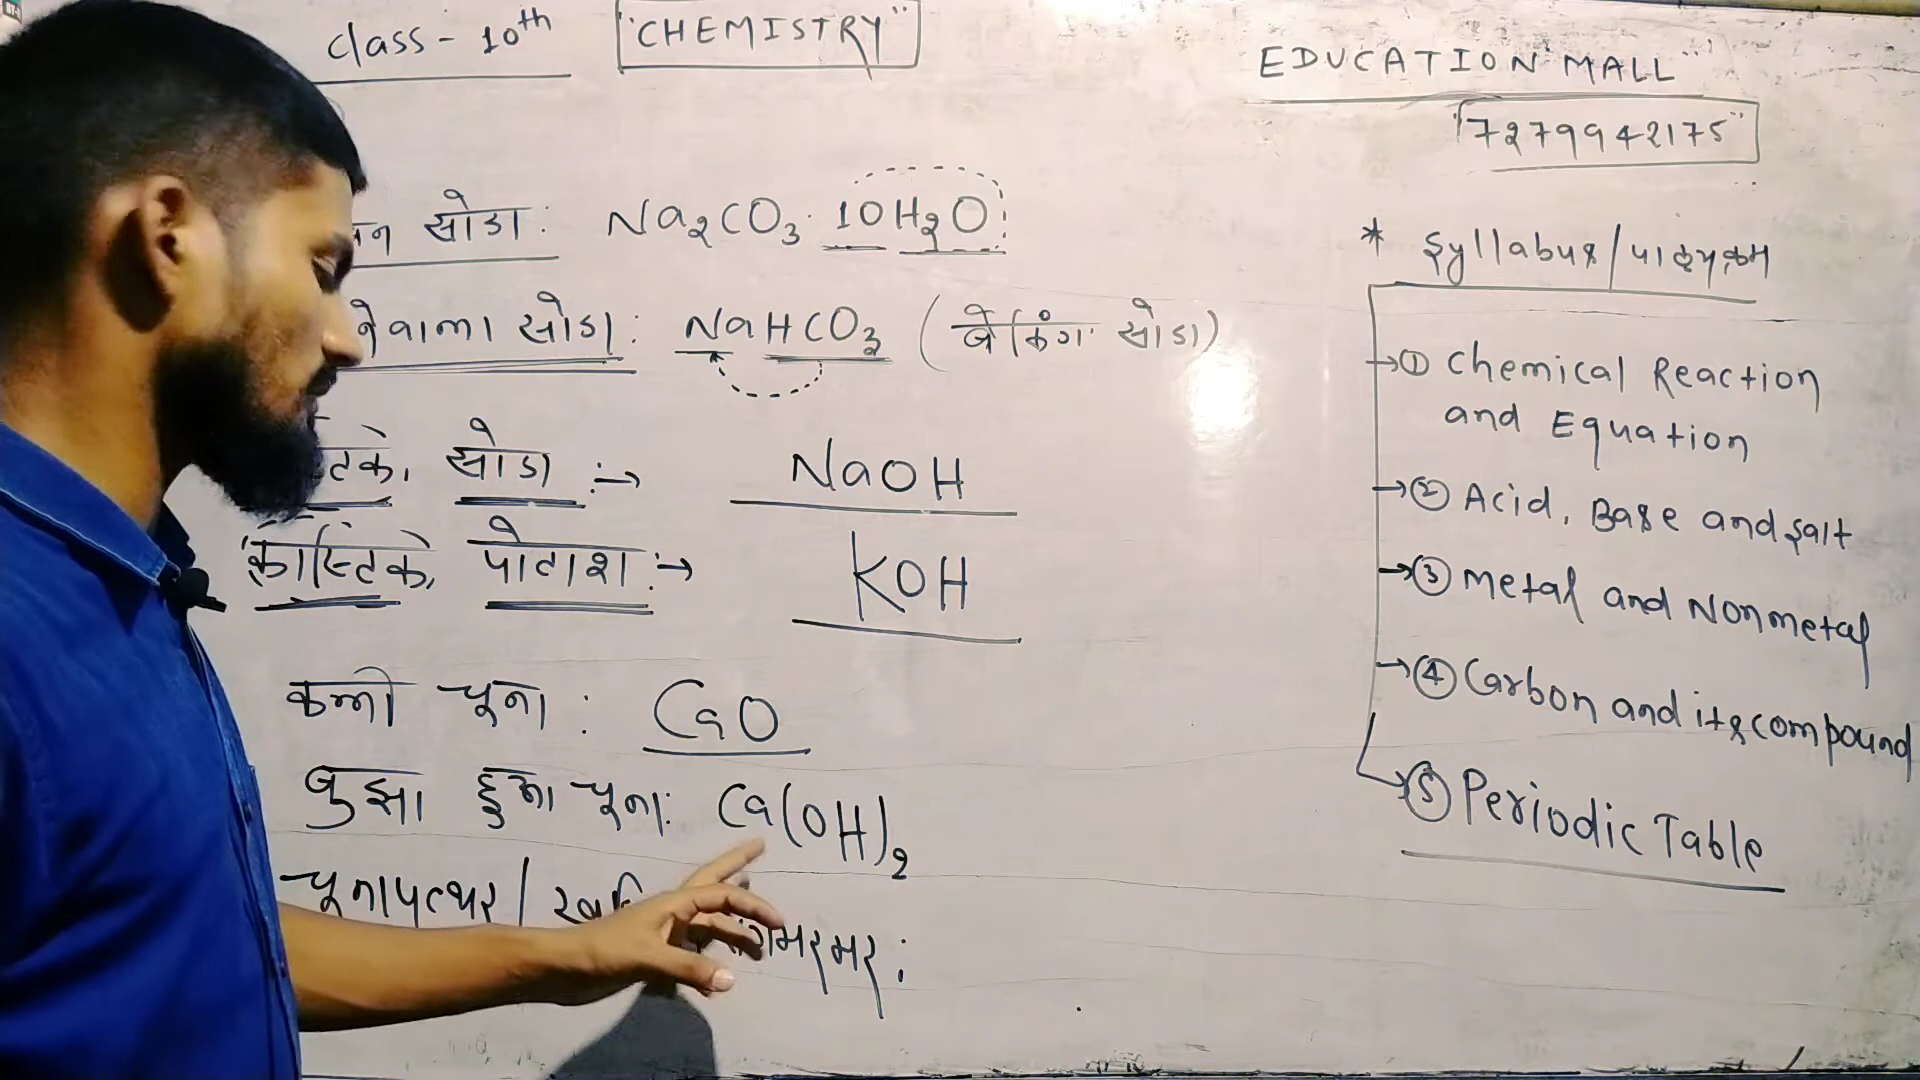 Class - 10th "CHEMISTRY"
सोडा : Na2CO3 . 10H2O
वाला सोडा : NaHCO3 (बेकिंग सोडा)
सोडा :→ NaOH
कास्टिक पोटाश :→ KOH
कली चूना : CaO
बुझा हुआ चूना : Ca(OH)2
चूनापत्थर /
संगमरमर :
EDUCATION MALL"
"7279942175"
* Syllabus / पाठ्यक्रम
→① Chemical Reaction
and Equation
→② Acid, Base and Salt
→③ Metal and Nonmetal
→④ Carbon and its compound
→⑤ Periodic Table